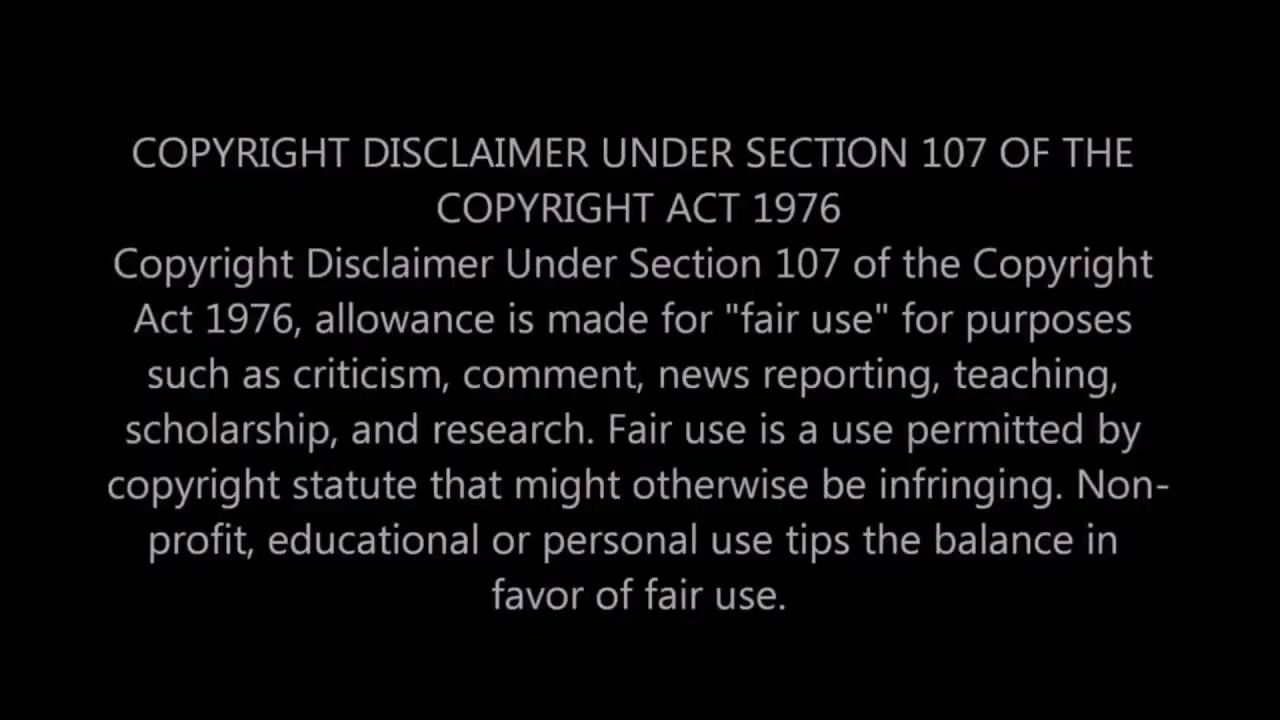 COPYRIGHT DISCLAIMER UNDER SECTION 107 OF THE
COPYRIGHT ACT 1976
Copyright Disclaimer Under Section 107 of the Copyright
Act 1976, allowance is made for "fair use" for purposes
such as criticism, comment, news reporting, teaching,
scholarship, and research. Fair use is a use permitted by
copyright statute that might otherwise be infringing. Non-
profit, educational or personal use tips the balance in
favor of fair use.